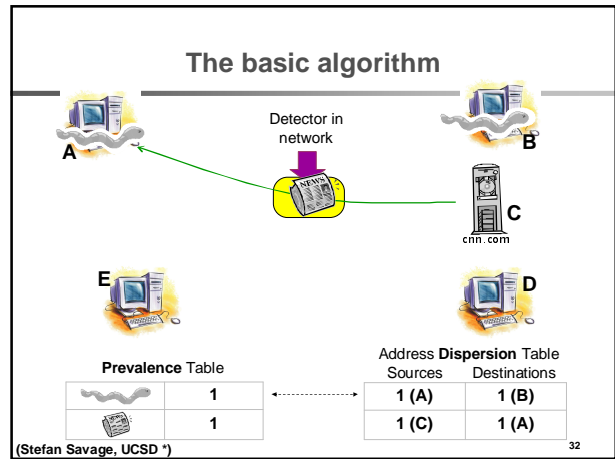 The basic algorithm
Detector in
network
A
B
NEWS
C
cnn.com
E
D
Prevalence Table
1
1
Address Dispersion Table
Sources Destinations
1 (A) 1 (B)
1 (C) 1 (A)
(Stefan Savage, UCSD *)
32